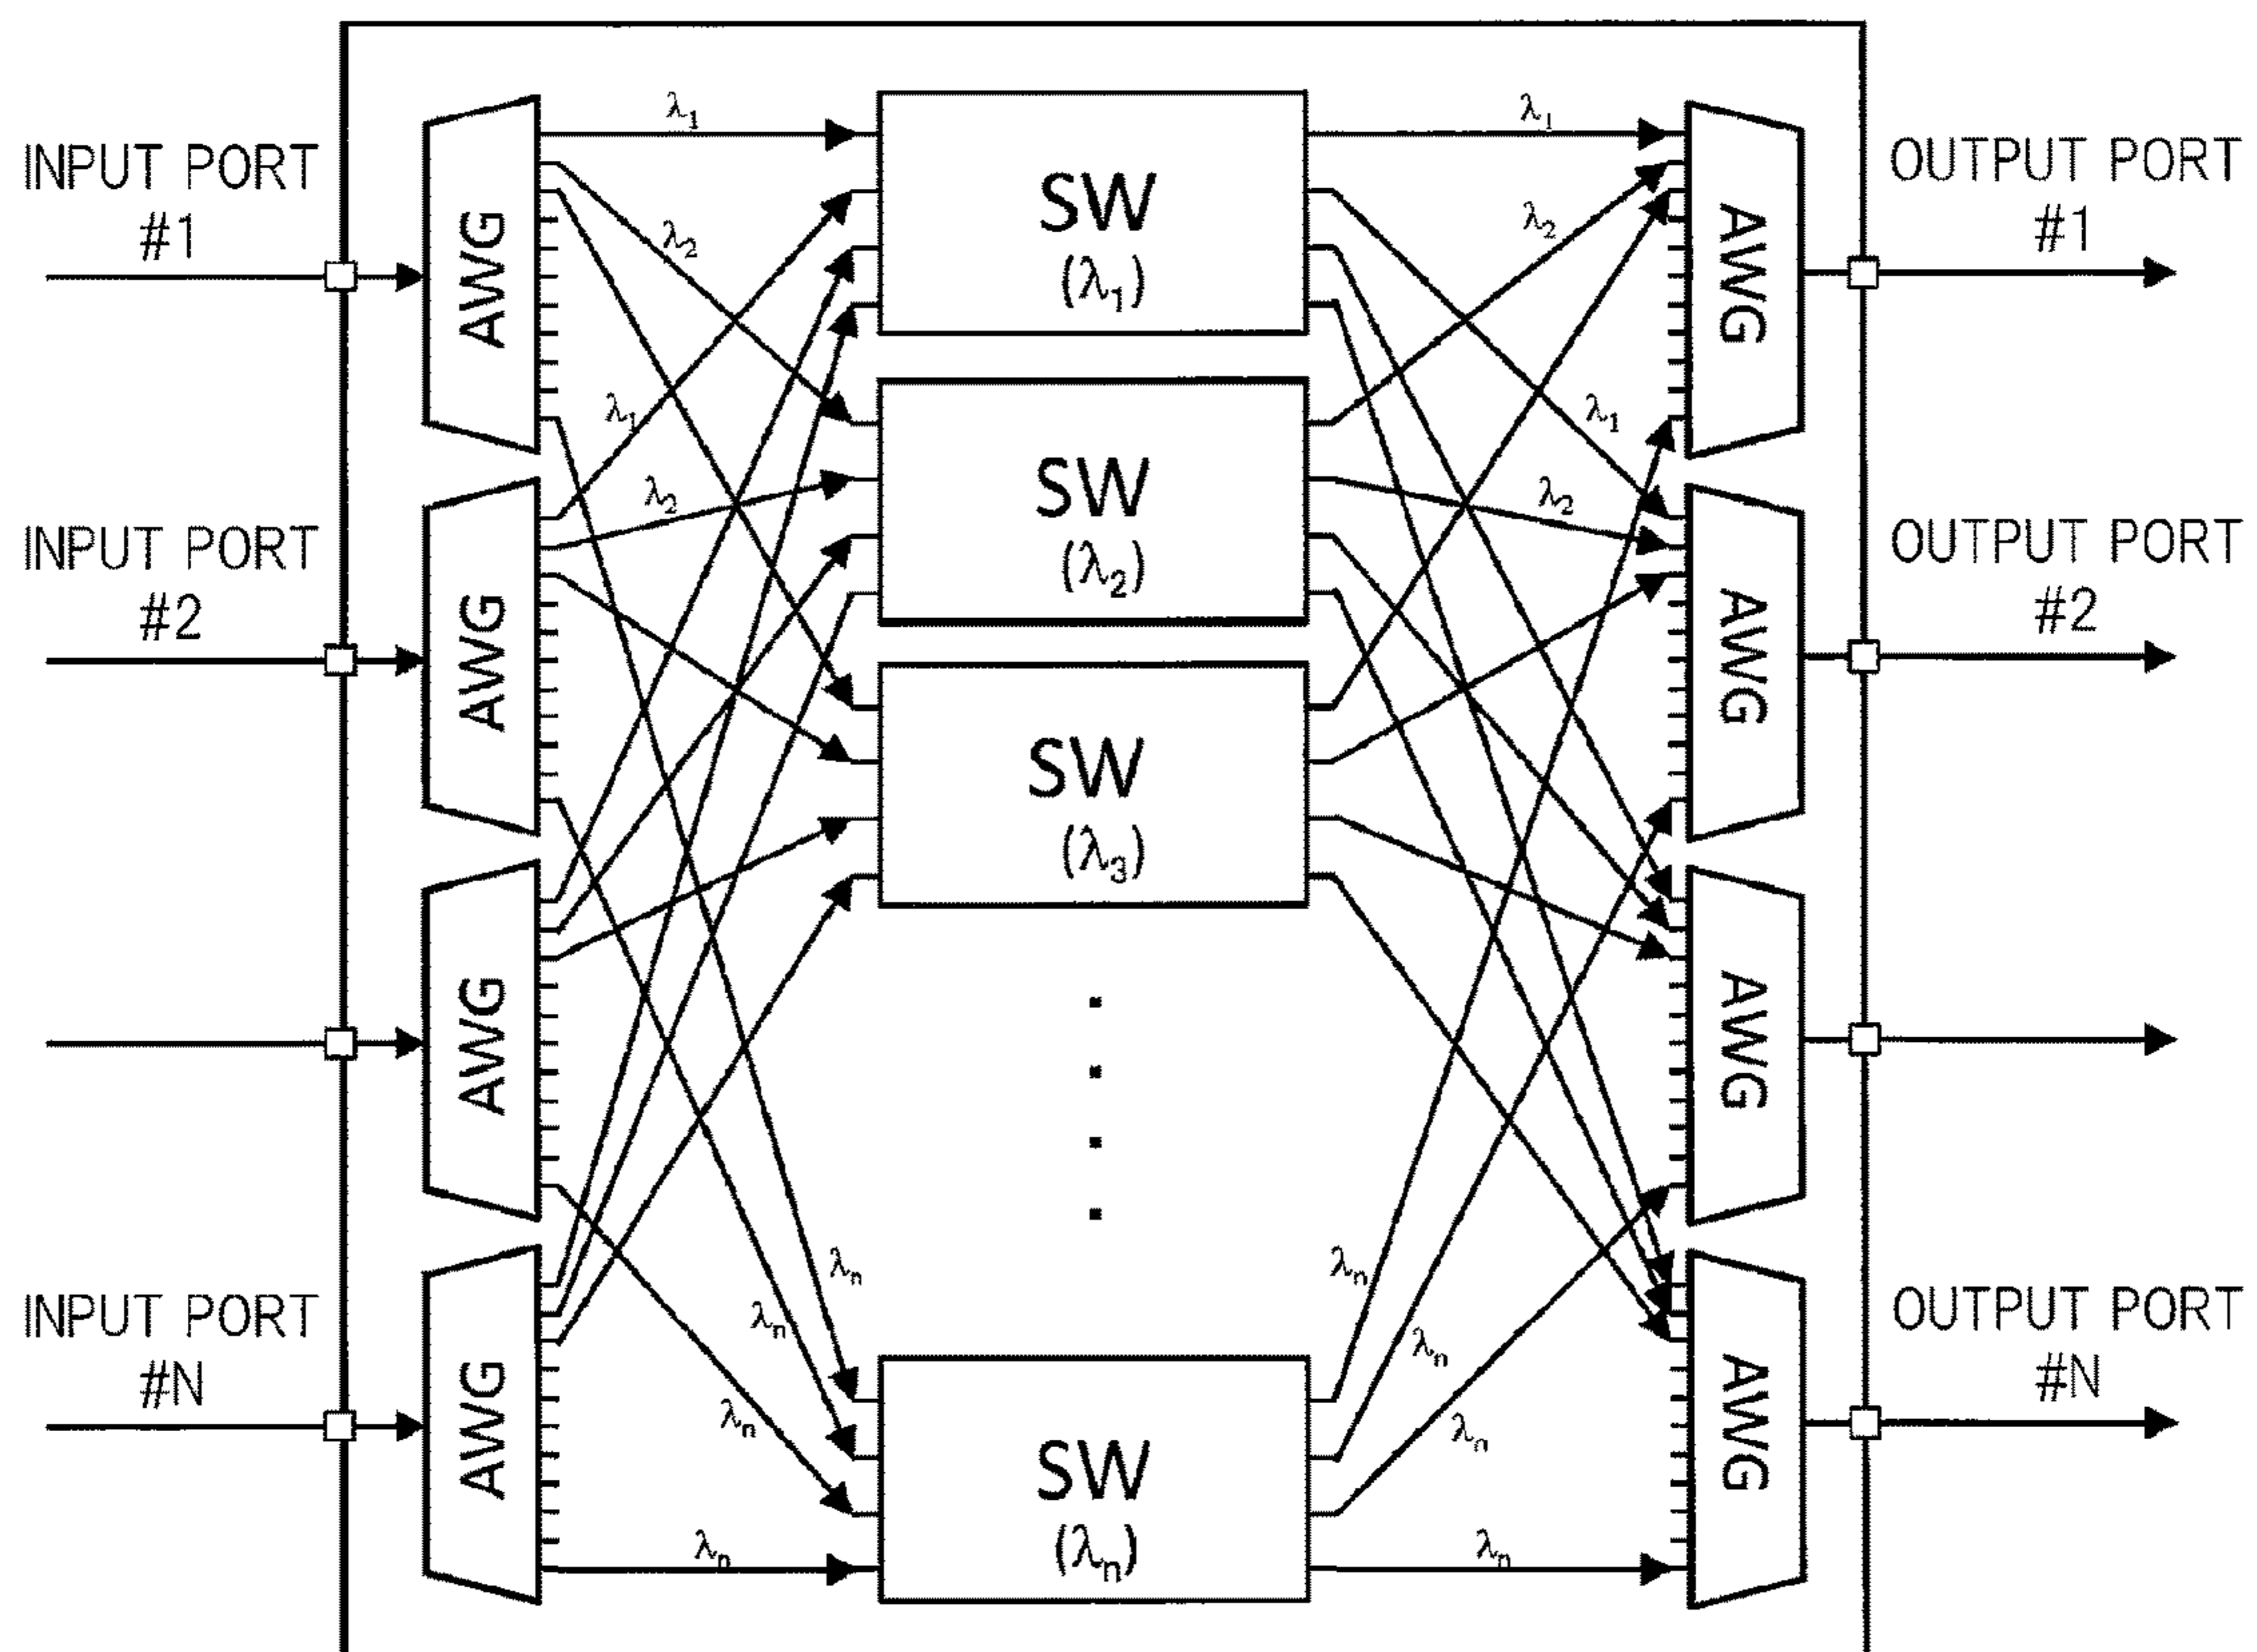 INPUT PORT
#1
AWG
λ1
SW
(λ1)
λ1
AWG
OUTPUT PORT
#1
λ2
λ2
λ1
λ1
INPUT PORT
#2
AWG
λ2
SW
(λ2)
λ2
AWG
OUTPUT PORT
#2
SW
(λ3)
AWG
AWG
λn
λn
λn
λn
INPUT PORT
#N
AWG
λn
SW
(λn)
λn
AWG
OUTPUT PORT
#N
λn
λn